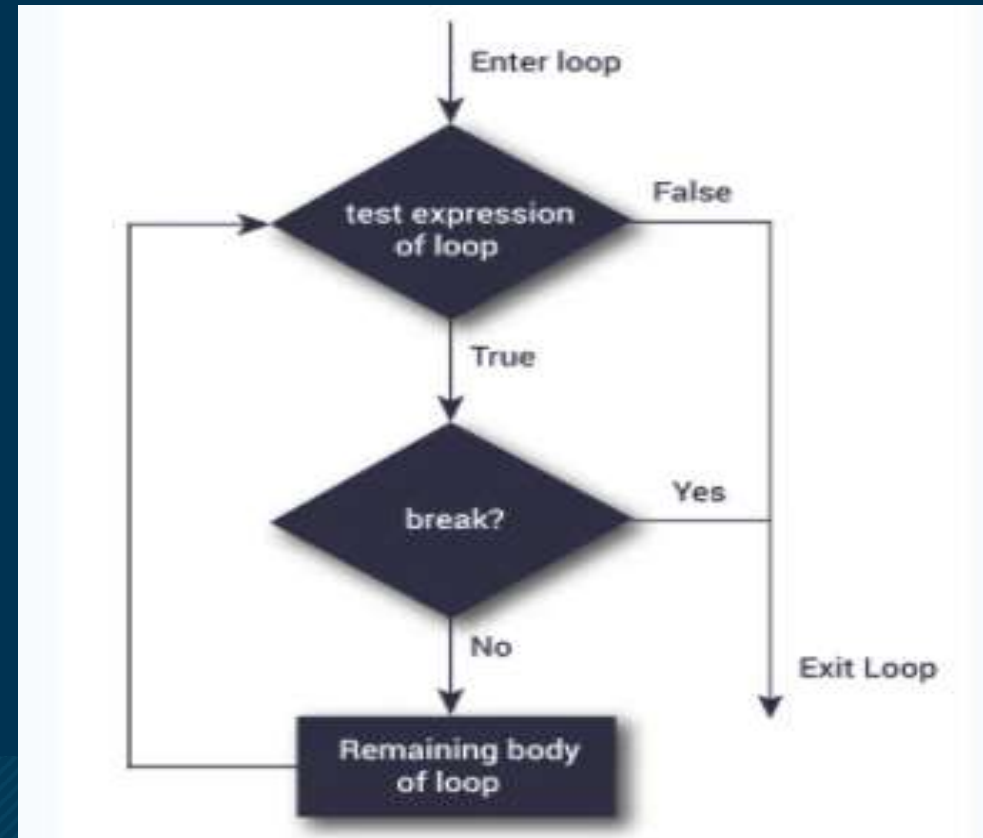 Enter loop
test expression
of loop
False
True
break?
Yes
No
Exit Loop
Remaining body
of loop